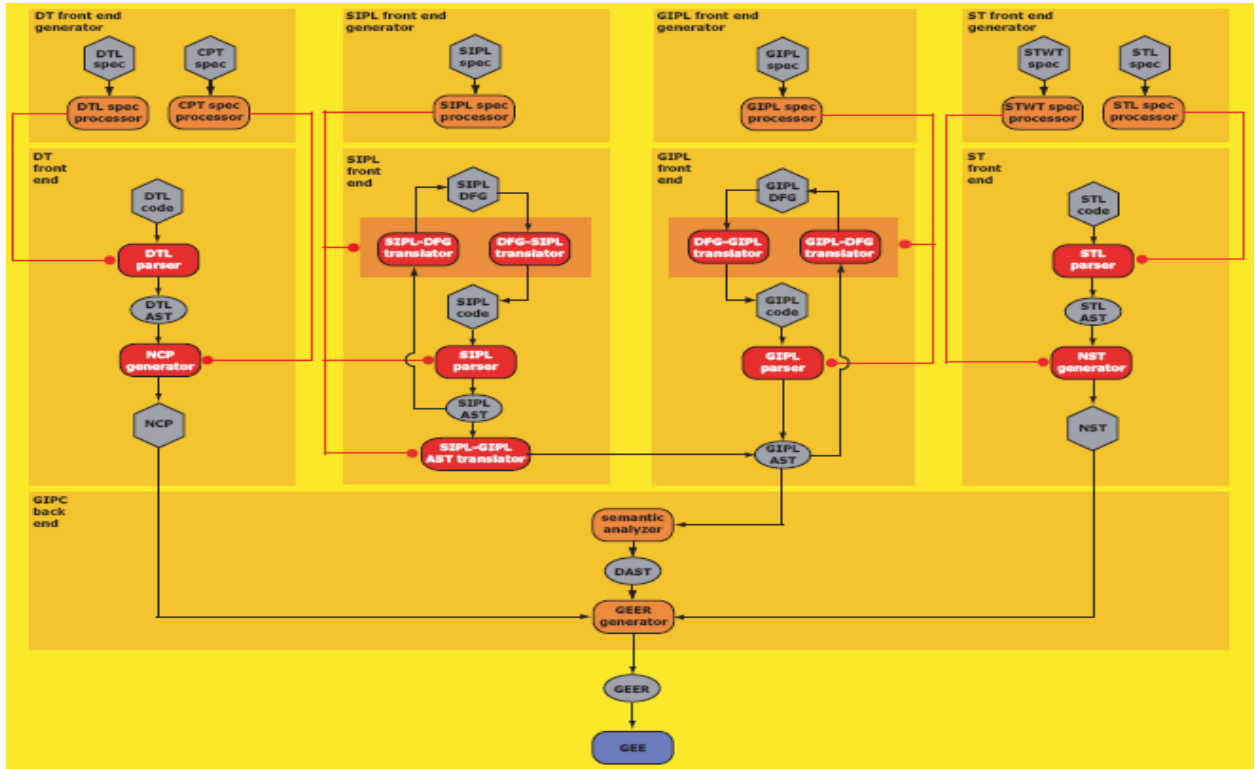 DT front end
generator
DTL
spec
CPT
spec
DTL spec
processor
CPT spec
processor
SIPL front end
generator
SIPL
spec
SIPL spec
processor
GIPL front end
generator
GIPL
spec
GIPL spec
processor
ST front end
generator
STWT
spec
STL
spec
STWT spec
processor
STL spec
processor
DT
front
end
DTL
code
DTL
parser
DTL
AST
NCP
generator
NCP
SIPL
front
end
SIPL
DFG
SIPL-DFG
translator
DFG-SIPL
translator
SIPL
code
SIPL
parser
SIPL
AST
SIPL-GIPL
AST translator
GIPL
front
end
GIPL
DFG
DFG-GIPL
translator
GIPL-DFG
translator
GIPL
code
GIPL
parser
GIPL
AST
ST
front
end
STL
code
STL
parser
STL
AST
NST
generator
NST
GIPC
back
end
semantic
analyzer
DAST
GEER
generator
GEER
GEE